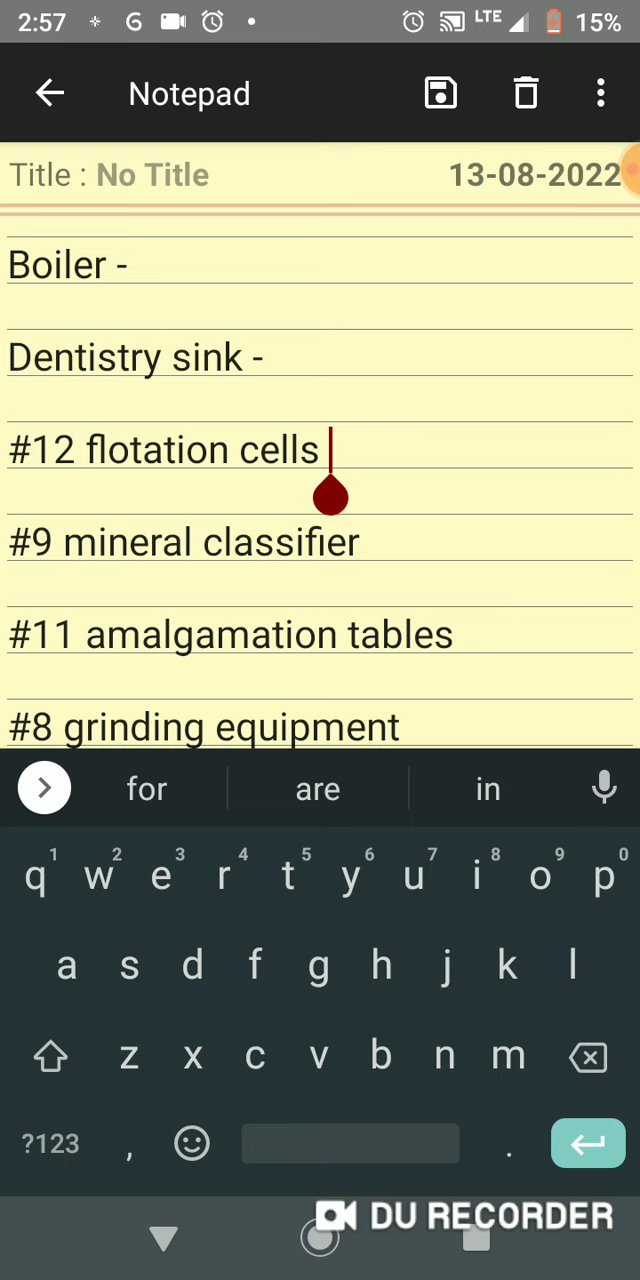 2:57 G LTE 15%
Notepad
Title : No Title 13-08-2022
Boiler -
Dentistry sink -
#12 flotation cells
#9 mineral classifier
#11 amalgamation tables
#8 grinding equipment
for are in
1 2 3 4 5 6 7 8 9 0
q w e r t y u i o p
a s d f g h j k l
z x c v b n m
?123 , .
DU RECORDER